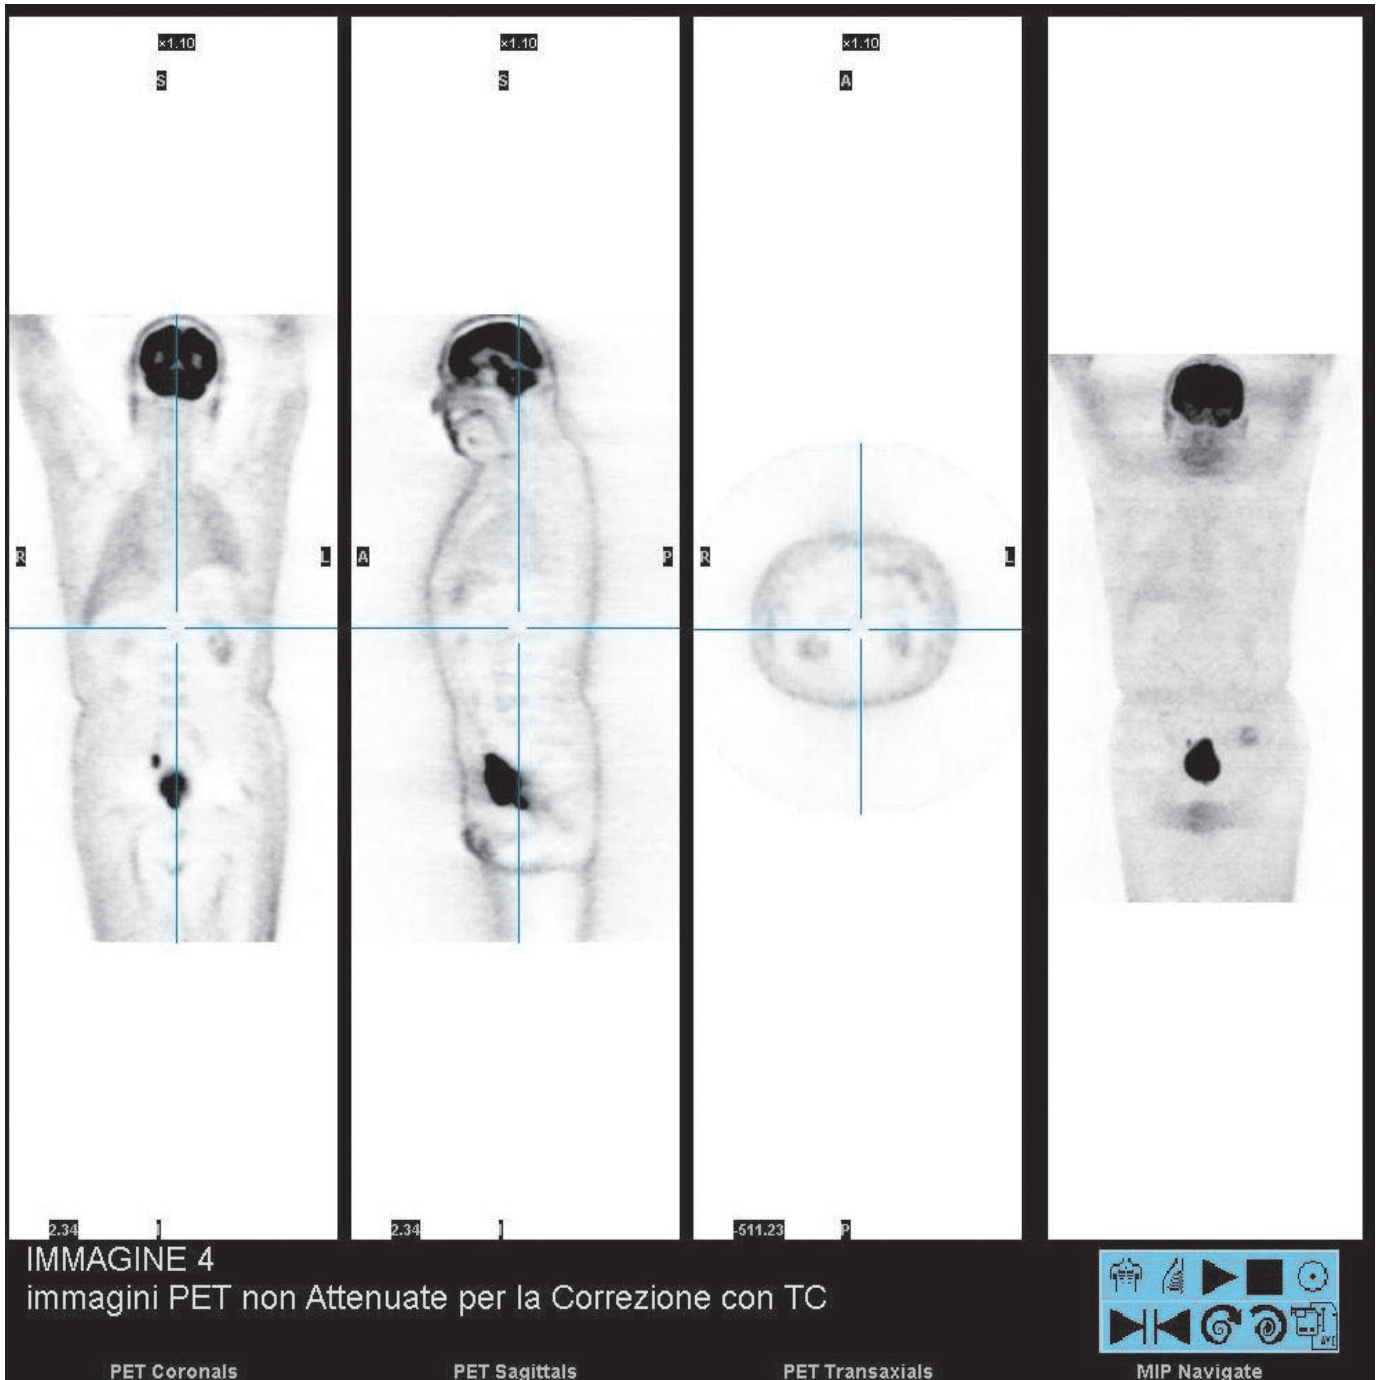 ×1.10 ×1.10 ×1.10
S S A
R L A P R L
2.34 I 2.34 I -511.23 P
IMMAGINE 4
immagini PET non Attenuate per la Correzione con TC
PET Coronals PET Sagittals PET Transaxials MIP Navigate